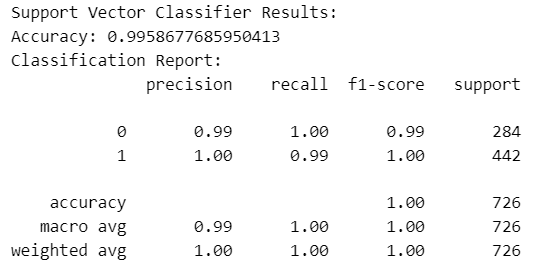 Support Vector Classifier Results:
Accuracy: 0.9958677685950413
Classification Report:
precision recall f1-score support
0 0.99 1.00 0.99 284
1 1.00 0.99 1.00 442
accuracy 1.00 726
macro avg 0.99 1.00 1.00 726
weighted avg 1.00 1.00 1.00 726